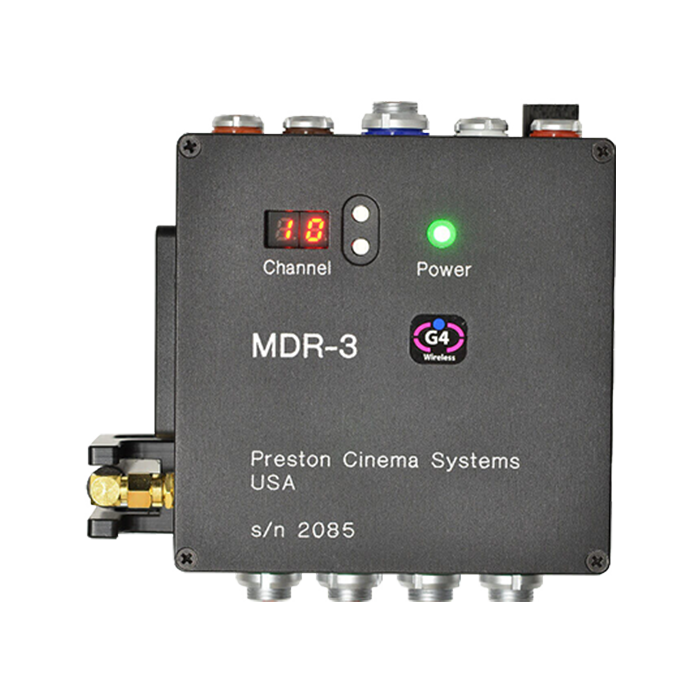 10
Channel
Power
MDR-3
G4
Wireless
Preston Cinema Systems
USA
s/n 2085